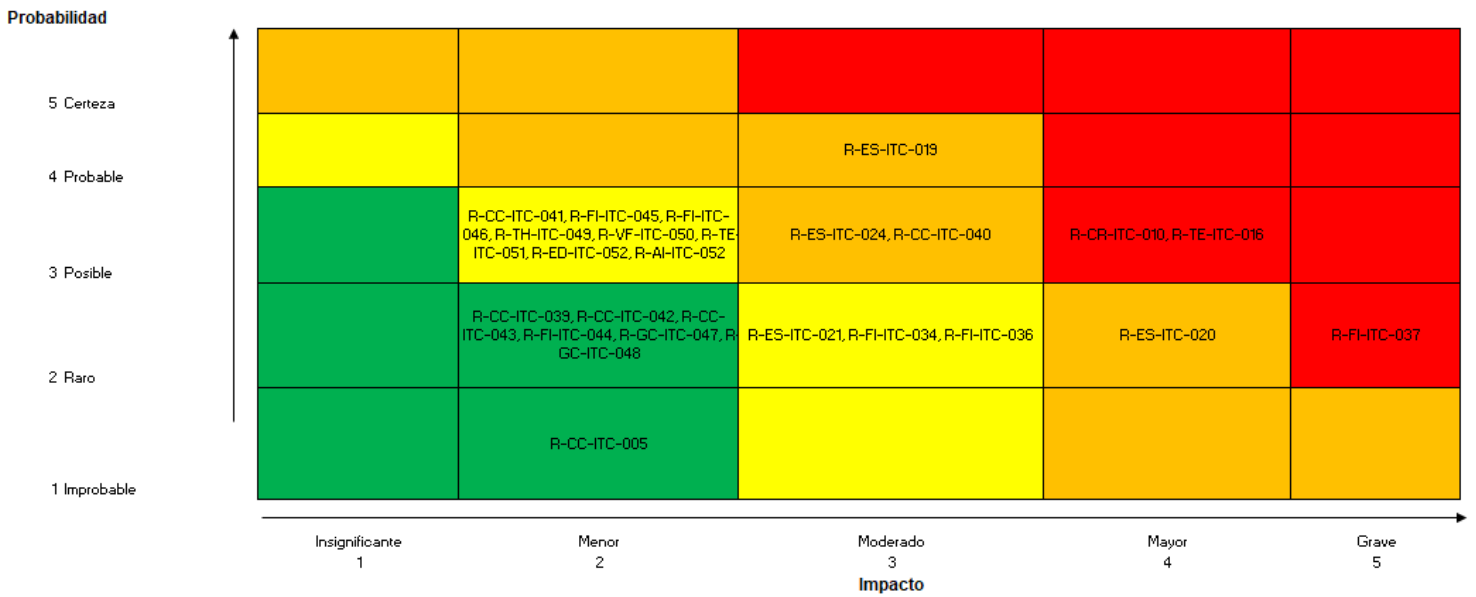 Probabilidad
5 Certeza
4 Probable
R-ES-ITC-019
3 Posible
R-CC-ITC-041, R-FI-ITC-045, R-FI-ITC-
046, R-TH-ITC-049, R-VF-ITC-050, R-TE-
ITC-051, R-ED-ITC-052, R-AI-ITC-052
R-ES-ITC-024, R-CC-ITC-040
R-CR-ITC-010, R-TE-ITC-016
2 Raro
R-CC-ITC-039, R-CC-ITC-042, R-CC-
ITC-043, R-FI-ITC-044, R-GC-ITC-047, R-
GC-ITC-048
R-ES-ITC-021, R-FI-ITC-034, R-FI-ITC-036
R-ES-ITC-020
R-FI-ITC-037
1 Improbable
R-CC-ITC-005
Insignificante
1
Menor
2
Moderado
3
Mayor
4
Grave
5
Impacto